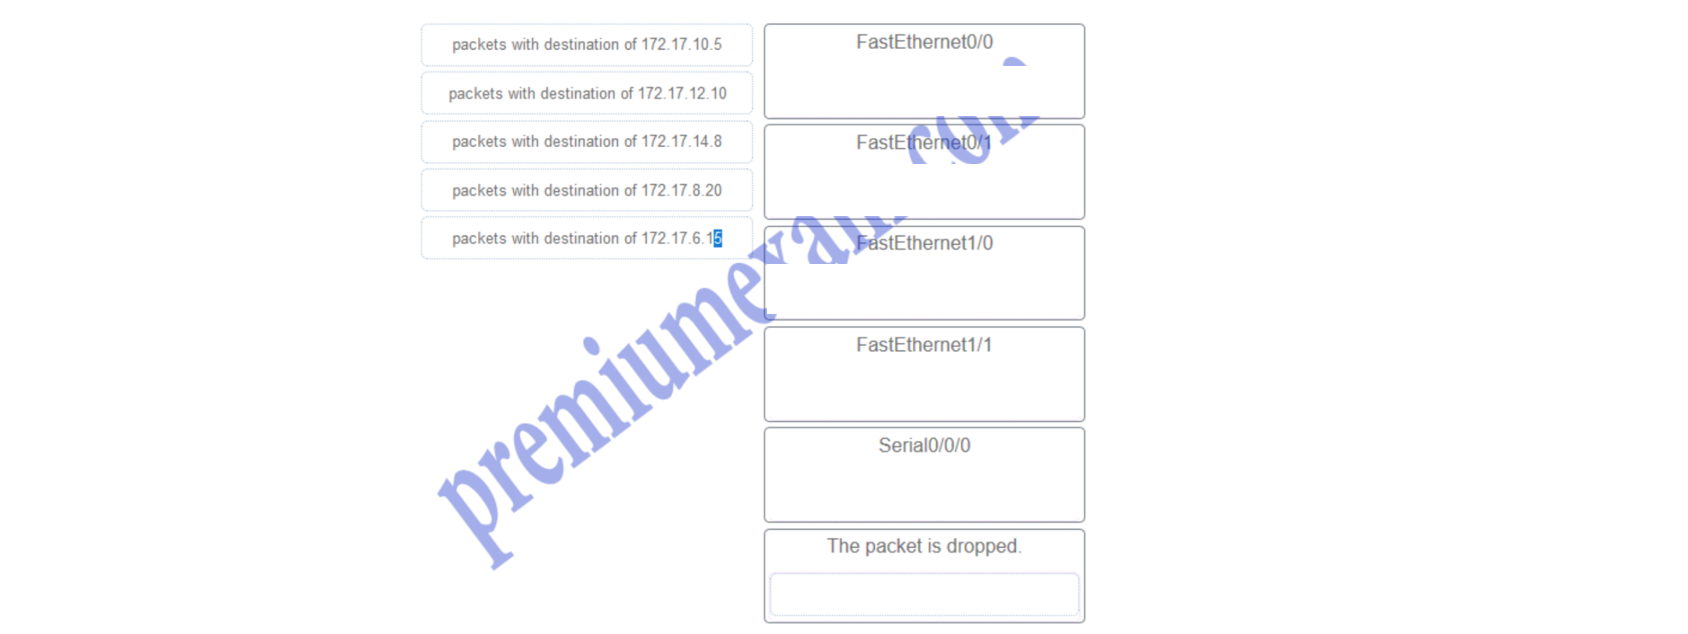 packets with destination of 172.17.10.5
packets with destination of 172.17.12.10
packets with destination of 172.17.14.8
packets with destination of 172.17.8.20
packets with destination of 172.17.6.15
FastEthernet0/0
FastEthernet0/1
FastEthernet1/0
FastEthernet1/1
Serial0/0/0
The packet is dropped.
premiumexam.com